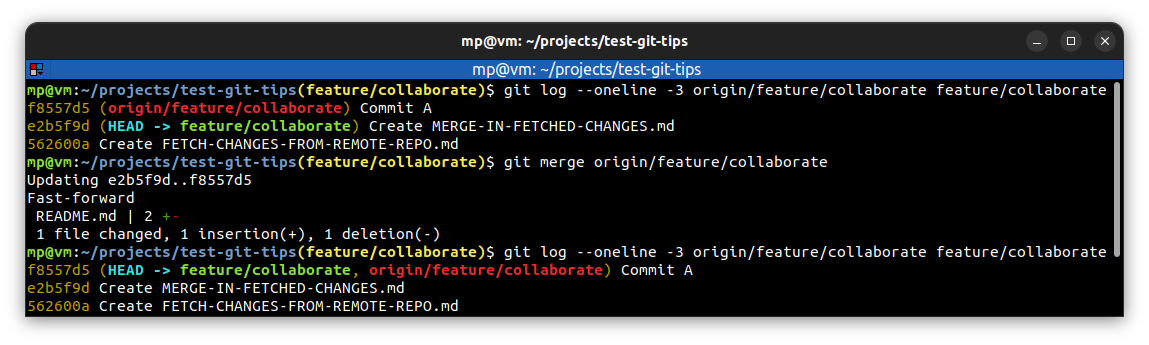 mp@vm: ~/projects/test-git-tips
mp@vm: ~/projects/test-git-tips
mp@vm:~/projects/test-git-tips(feature/collaborate)$ git log --oneline -3 origin/feature/collaborate feature/collaborate
f8557d5 (origin/feature/collaborate) Commit A
e2b5f9d (HEAD -> feature/collaborate) Create MERGE-IN-FETCHED-CHANGES.md
562600a Create FETCH-CHANGES-FROM-REMOTE-REPO.md
mp@vm:~/projects/test-git-tips(feature/collaborate)$ git merge origin/feature/collaborate
Updating e2b5f9d..f8557d5
Fast-forward
 README.md | 2 +-
 1 file changed, 1 insertion(+), 1 deletion(-)
mp@vm:~/projects/test-git-tips(feature/collaborate)$ git log --oneline -3 origin/feature/collaborate feature/collaborate
f8557d5 (HEAD -> feature/collaborate, origin/feature/collaborate) Commit A
e2b5f9d Create MERGE-IN-FETCHED-CHANGES.md
562600a Create FETCH-CHANGES-FROM-REMOTE-REPO.md